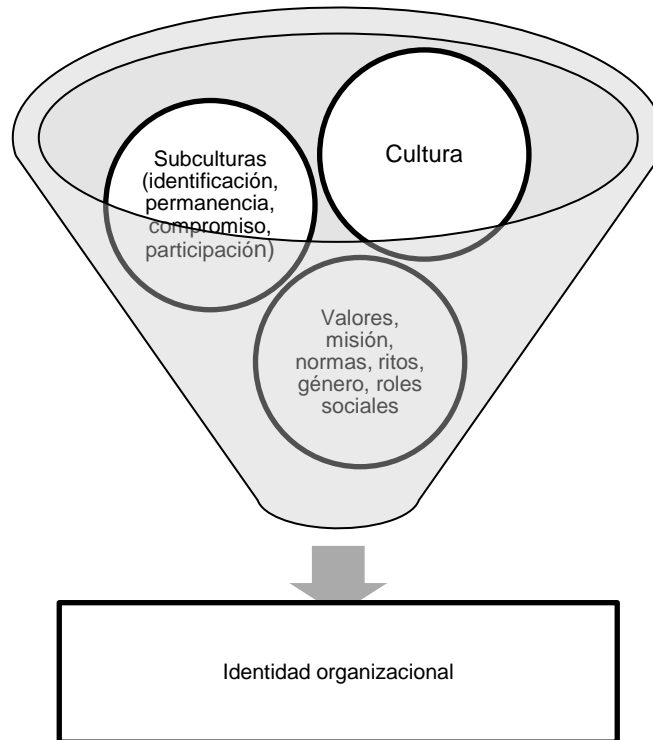 Subculturas
(identificación,
permanencia,
compromiso,
participación)
Cultura
Valores,
misión,
normas, ritos,
género, roles
sociales
Identidad organizacional